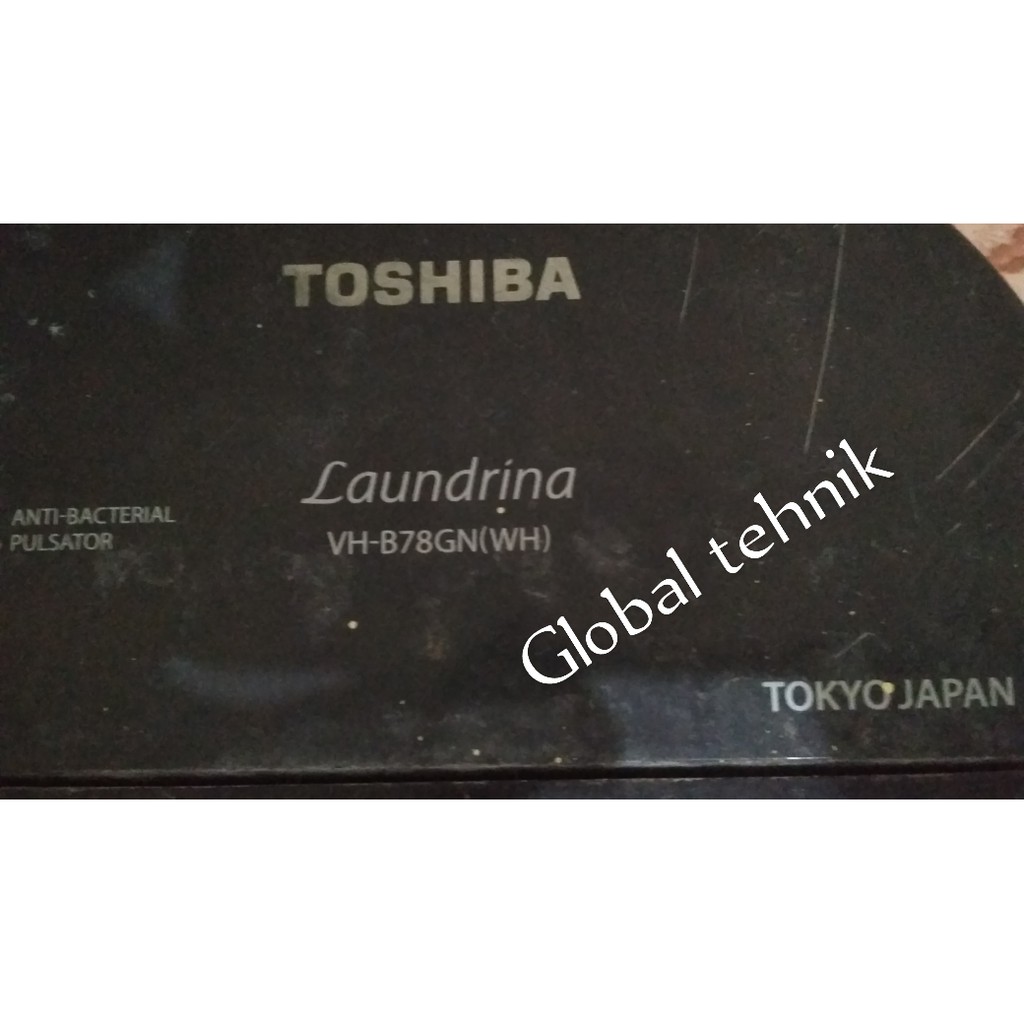 TOSHIBA
Laundrina
VH-B78GN(WH)
ANTI-BACTERIAL
PULSATOR
Global tehnik
TOKYO JAPAN